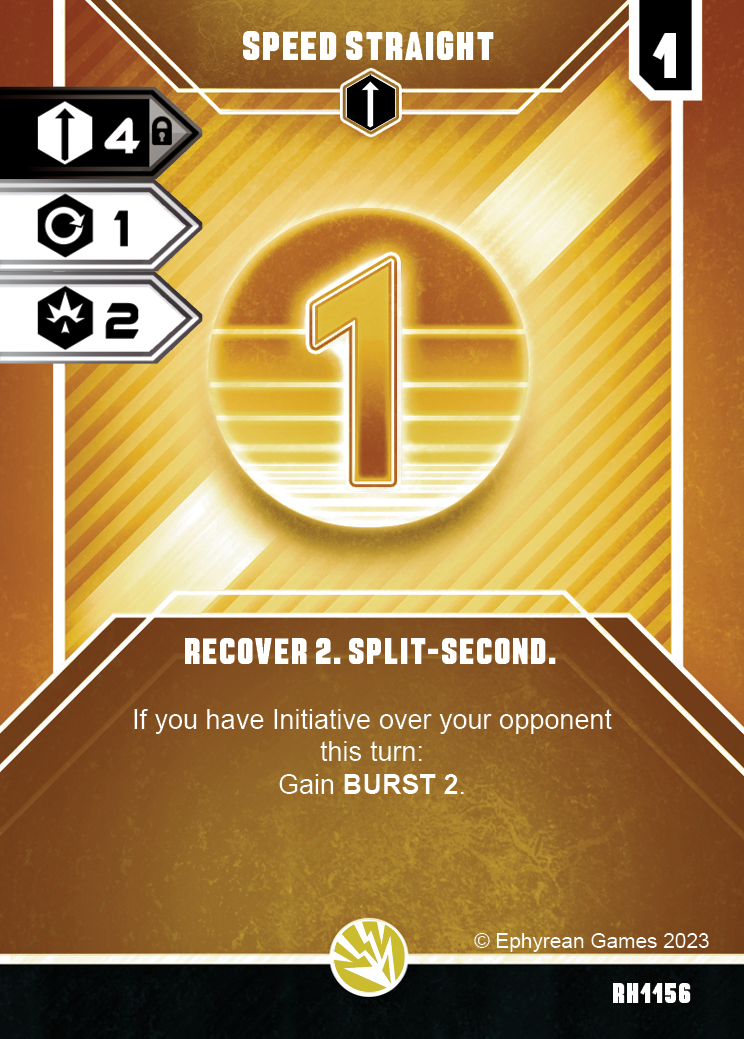 SPEED STRAIGHT
1
4
1
2
1
RECOVER 2. SPLIT-SECOND.
If you have Initiative over your opponent
this turn:
Gain BURST 2.
© Ephyrean Games 2023
RH1156